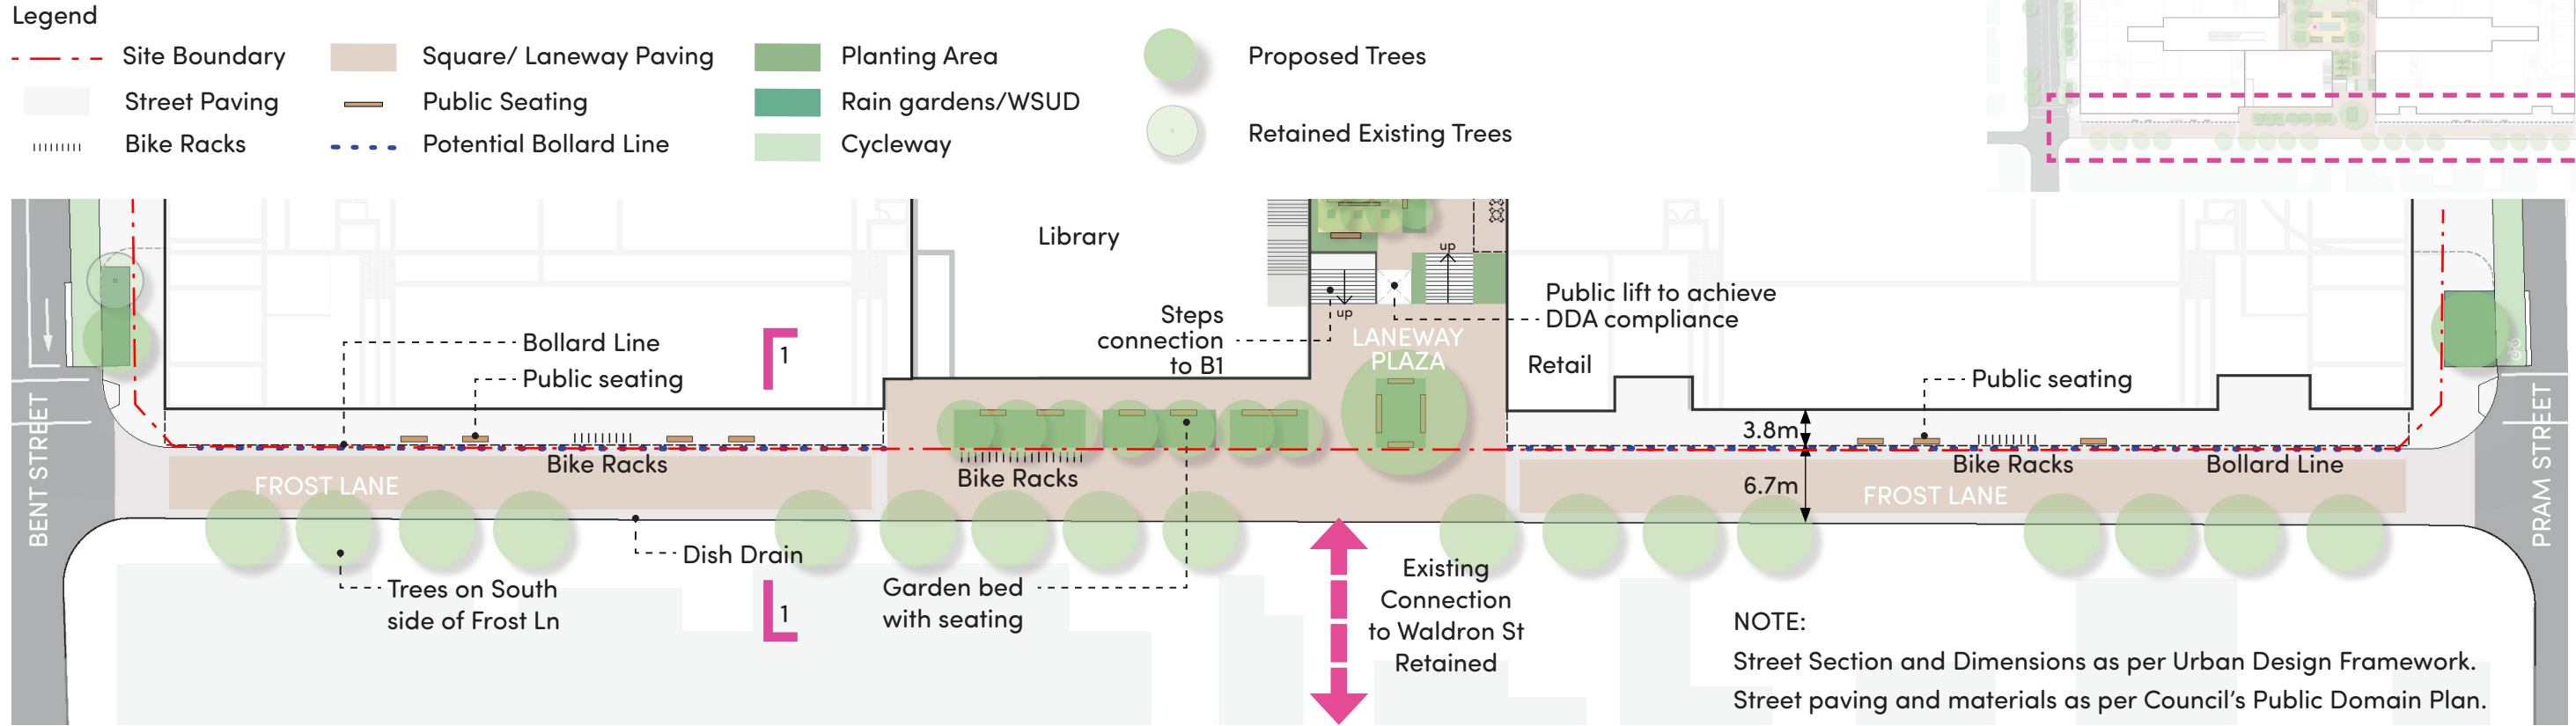 Legend
Site Boundary
Square/ Laneway Paving
Planting Area
Proposed Trees
Street Paving
Public Seating
Rain gardens/WSUD
Retained Existing Trees
Bike Racks
Potential Bollard Line
Cycleway
Library
up
Steps
connection
to B1
up
Public lift to achieve
DDA compliance
LANEWAY
PLAZA
Retail
Bollard Line
Public seating
1
Public seating
3.8m
6.7m
Bike Racks
Bike Racks
Bike Racks
Bollard Line
FROST LANE
FROST LANE
BENT STREET
PRAM STREET
Dish Drain
Trees on South
side of Frost Ln
1
Garden bed
with seating
Existing
Connection
to Waldron St
Retained
NOTE:
Street Section and Dimensions as per Urban Design Framework.
Street paving and materials as per Council’s Public Domain Plan.